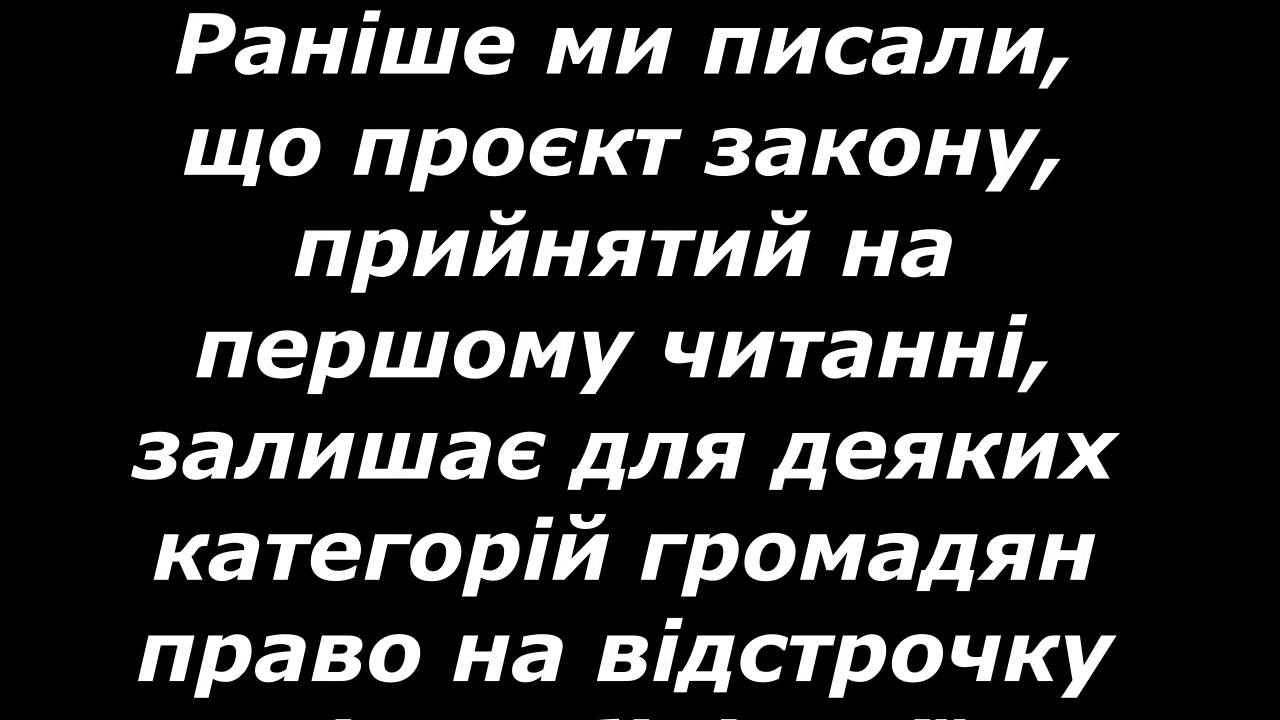 Раніше ми писали,
що проєкт закону,
прийнятий на
першому читанні,
залишає для деяких
категорій громадян
право на відстрочку